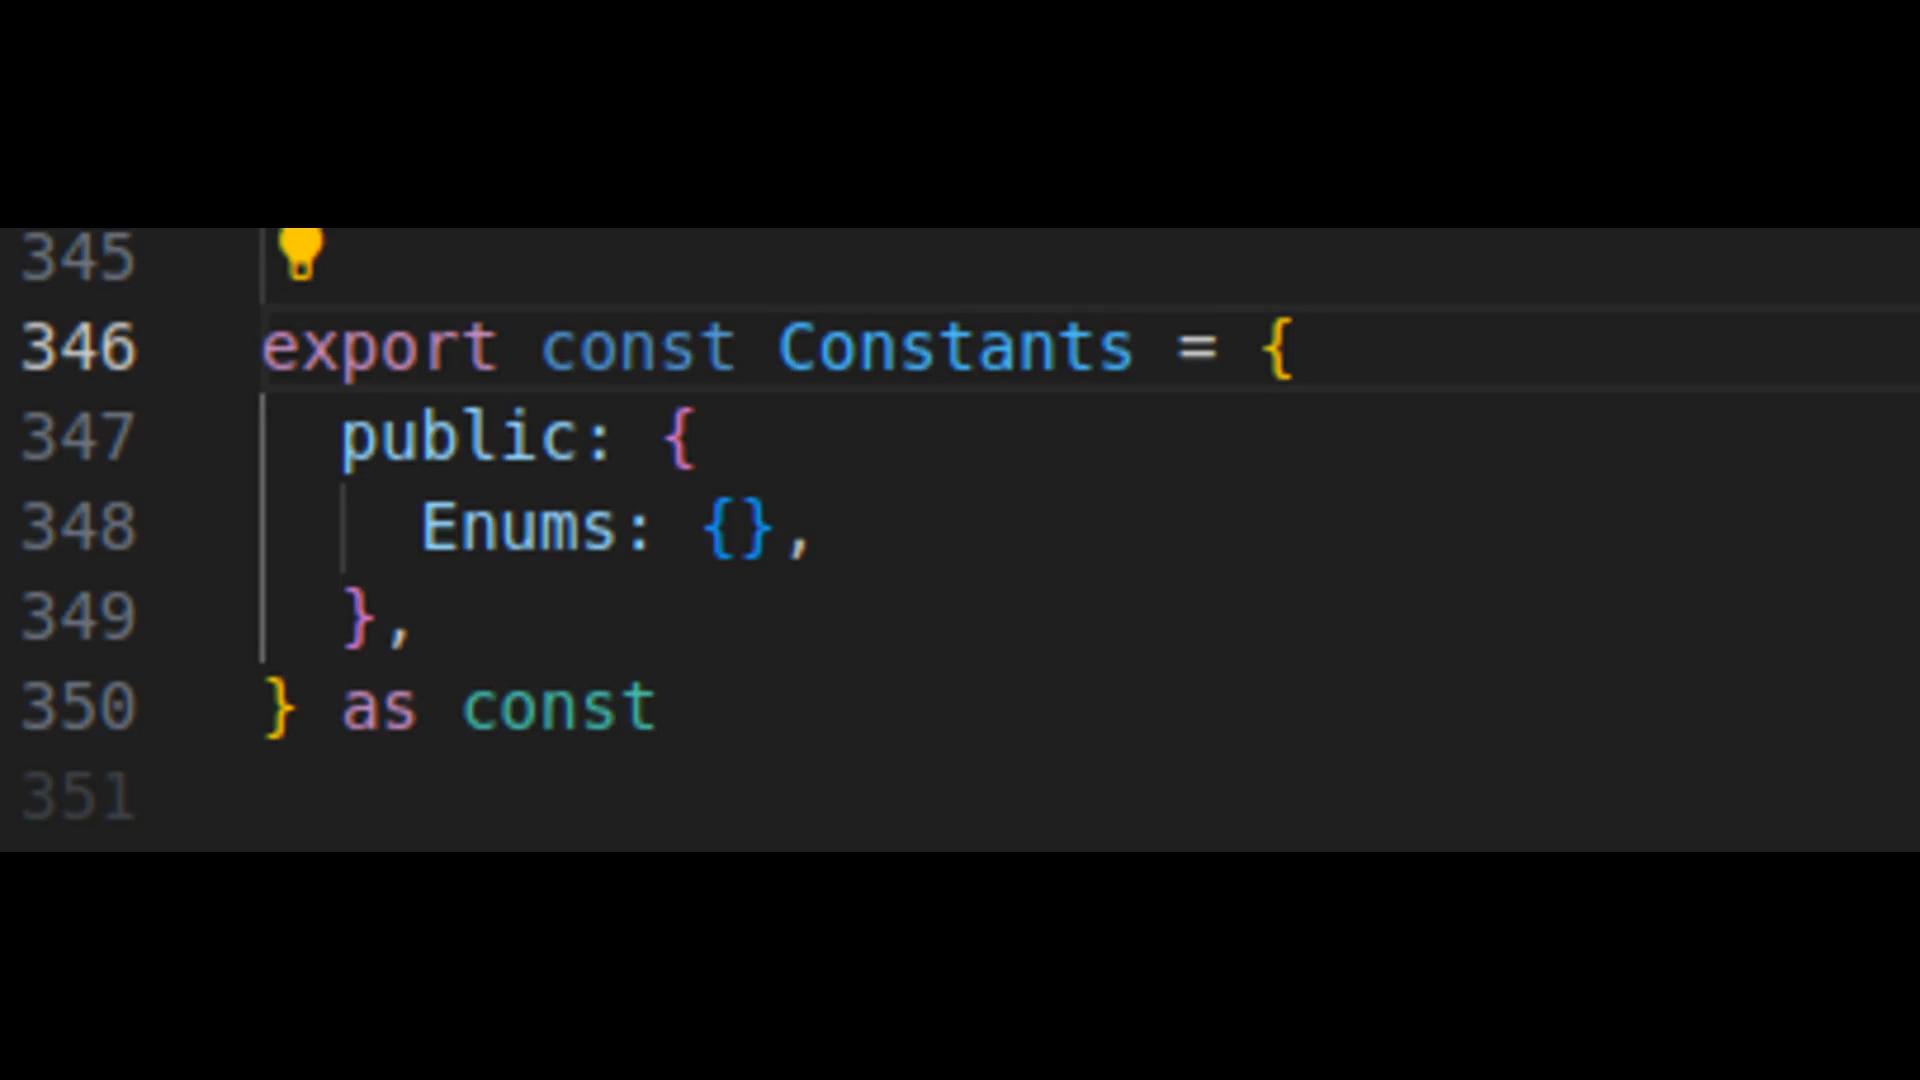 345
346 export const Constants = {
347   public: {
348     Enums: {},
349   },
350 } as const
351